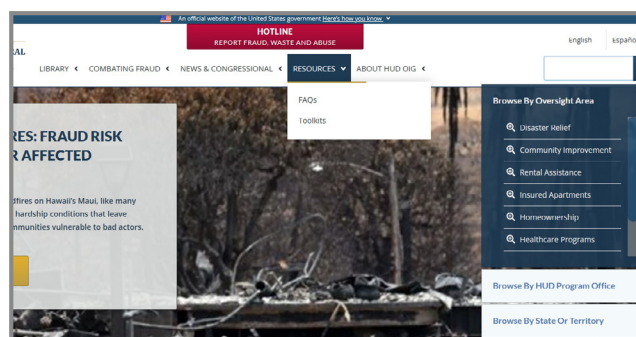 An official website of the United States government Here's how you know
HOTLINE
REPORT FRAUD, WASTE AND ABUSE
English Españo
RAL
LIBRARY COMBATING FRAUD NEWS & CONGRESSIONAL RESOURCES ABOUT HUD OIG
FAQs
Toolkits
RES: FRAUD RISK
R AFFECTED
dfires on Hawaii's Maui, like many
hardship conditions that leave
mmunities vulnerable to bad actors.
Browse By Oversight Area
Disaster Relief
Community Improvement
Rental Assistance
Insured Apartments
Homeownership
Healthcare Programs
Browse By HUD Program Office
Browse By State Or Territory